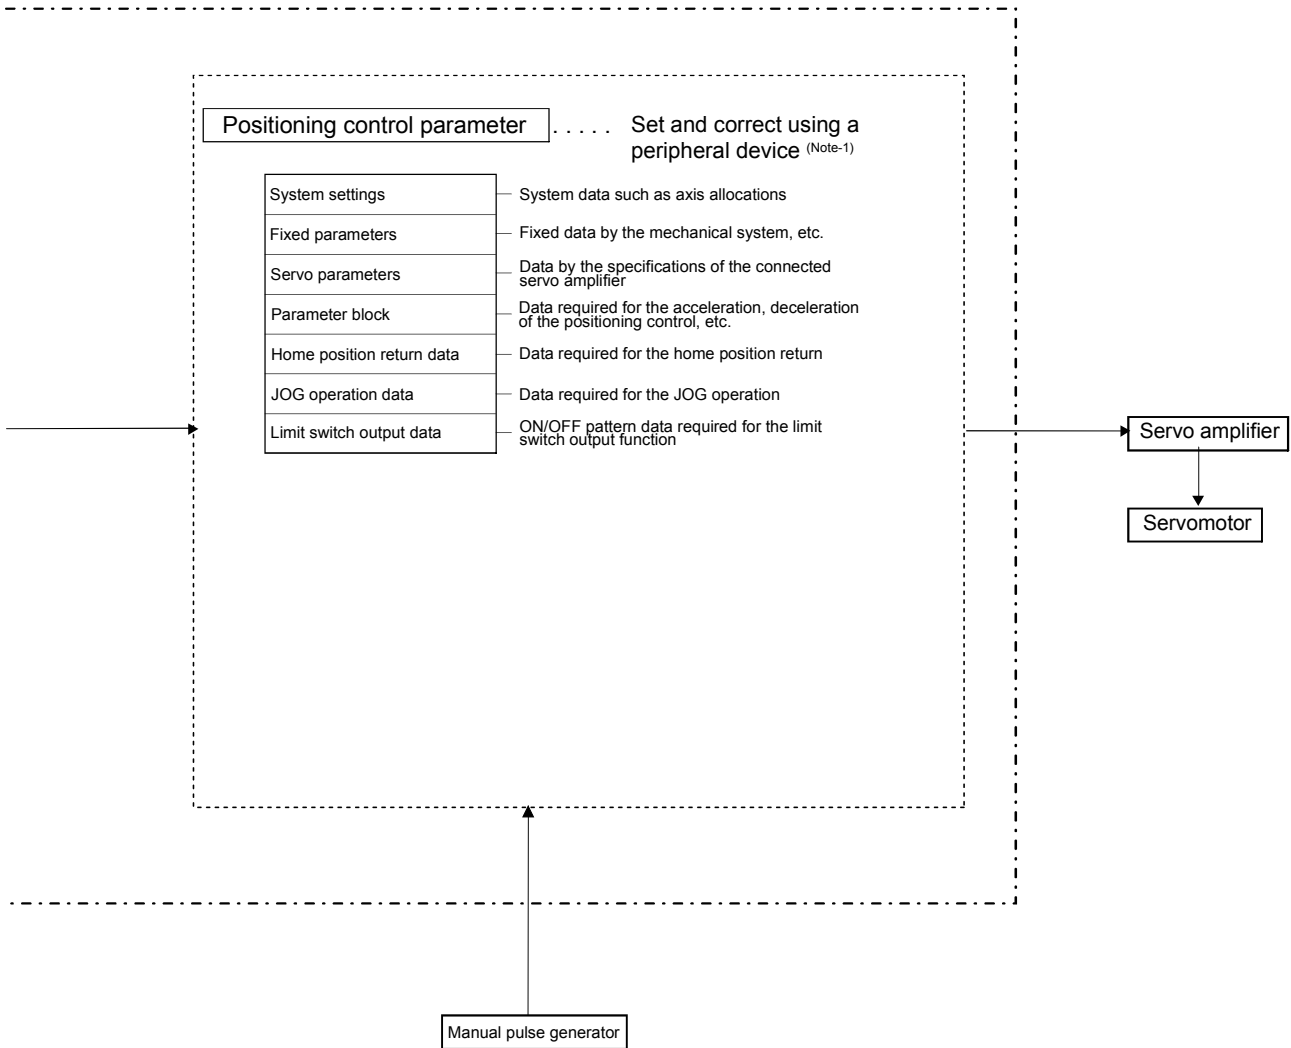 Positioning control parameter ..... Set and correct using a
peripheral device (Note-1)
System settings System data such as axis allocations
Fixed parameters Fixed data by the mechanical system, etc.
Servo parameters Data by the specifications of the connected
servo amplifier
Parameter block Data required for the acceleration, deceleration
of the positioning control, etc.
Home position return data Data required for the home position return
JOG operation data Data required for the JOG operation
Limit switch output data ON/OFF pattern data required for the limit
switch output function
Servo amplifier
Servomotor
Manual pulse generator